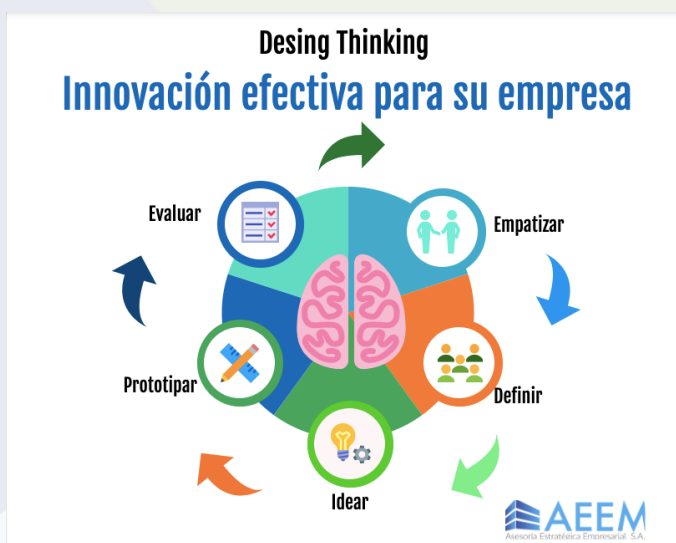 Desing Thinking
Innovación efectiva para su empresa
Evaluar
Empatizar
Prototipar
Definir
Idear
AEEM
Asesoría Estratégica Empresarial S.A.